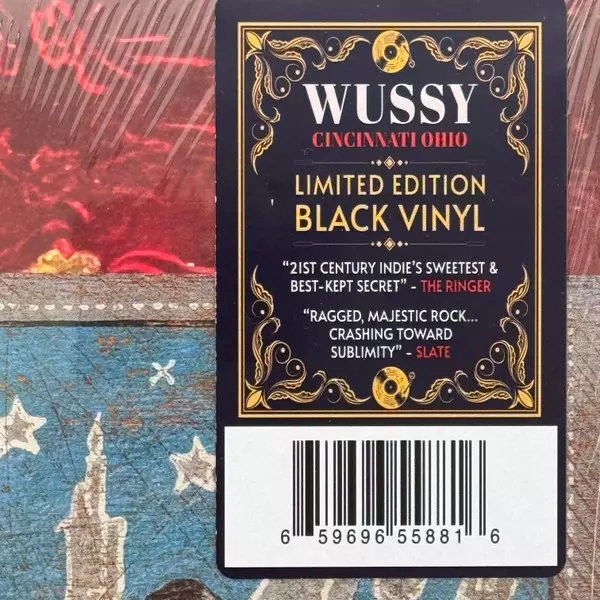 WUSSY
CINCINNATI OHIO
LIMITED EDITION
BLACK VINYL
“21ST CENTURY INDIE’S SWEETEST &
BEST-KEPT SECRET” - THE RINGER
“RAGGED, MAJESTIC ROCK...
CRASHING TOWARD
SUBLIMITY” - SLATE
6 59696 55881 6